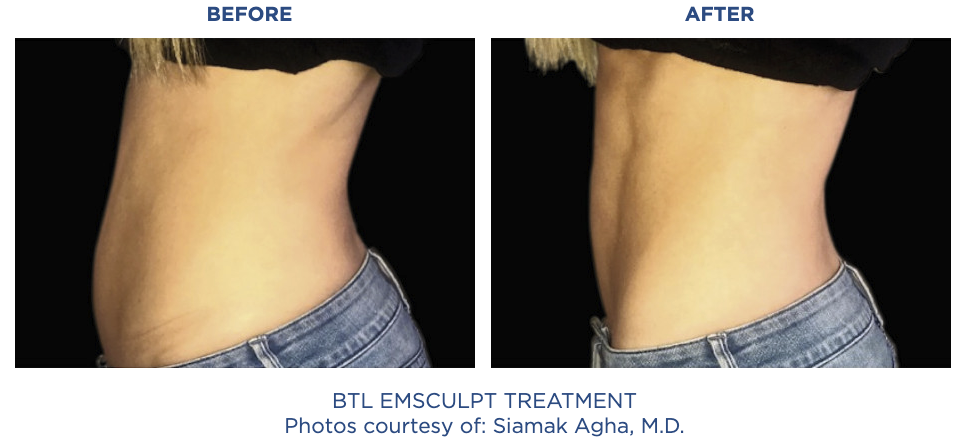 BEFORE
AFTER
BTL EMSCULPT TREATMENT
Photos courtesy of: Siamak Agha, M.D.